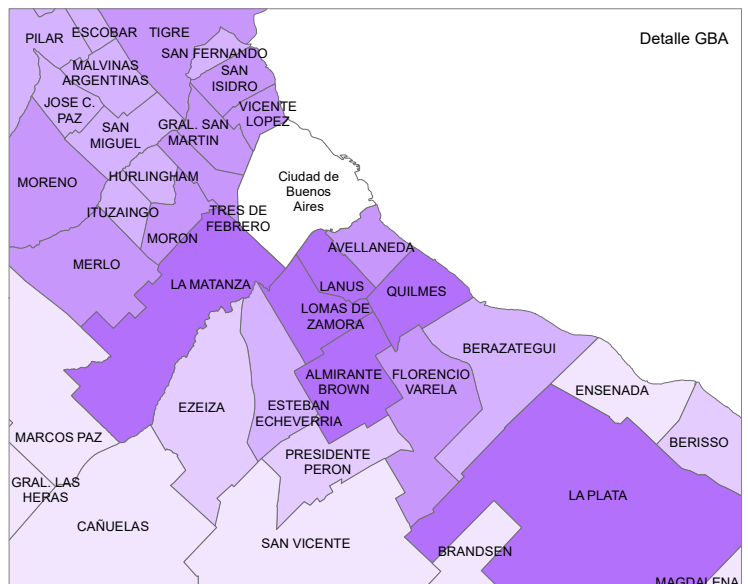 PILAR
ESCOBAR
TIGRE
Detalle GBA
SAN FERNANDO
MALVINAS
ARGENTINAS
SAN
ISIDRO
JOSE C.
PAZ
VICENTE
LOPEZ
SAN
MIGUEL
GRAL. SAN
MARTIN
MORENO
HURLINGHAM
Ciudad de
Buenos
Aires
ITUZAINGO
TRES DE
FEBRERO
MORON
AVELLANEDA
MERLO
LA MATANZA
LANUS
QUILMES
LOMAS DE
ZAMORA
BERAZATEGUI
ALMIRANTE
BROWN
FLORENCIO
VARELA
ENSENADA
EZEIZA
ESTEBAN
ECHEVERRIA
MARCOS PAZ
BERISSO
PRESIDENTE
PERON
GRAL. LAS
HERAS
LA PLATA
CAÑUELAS
SAN VICENTE
BRANDSEN
MAGDALENA